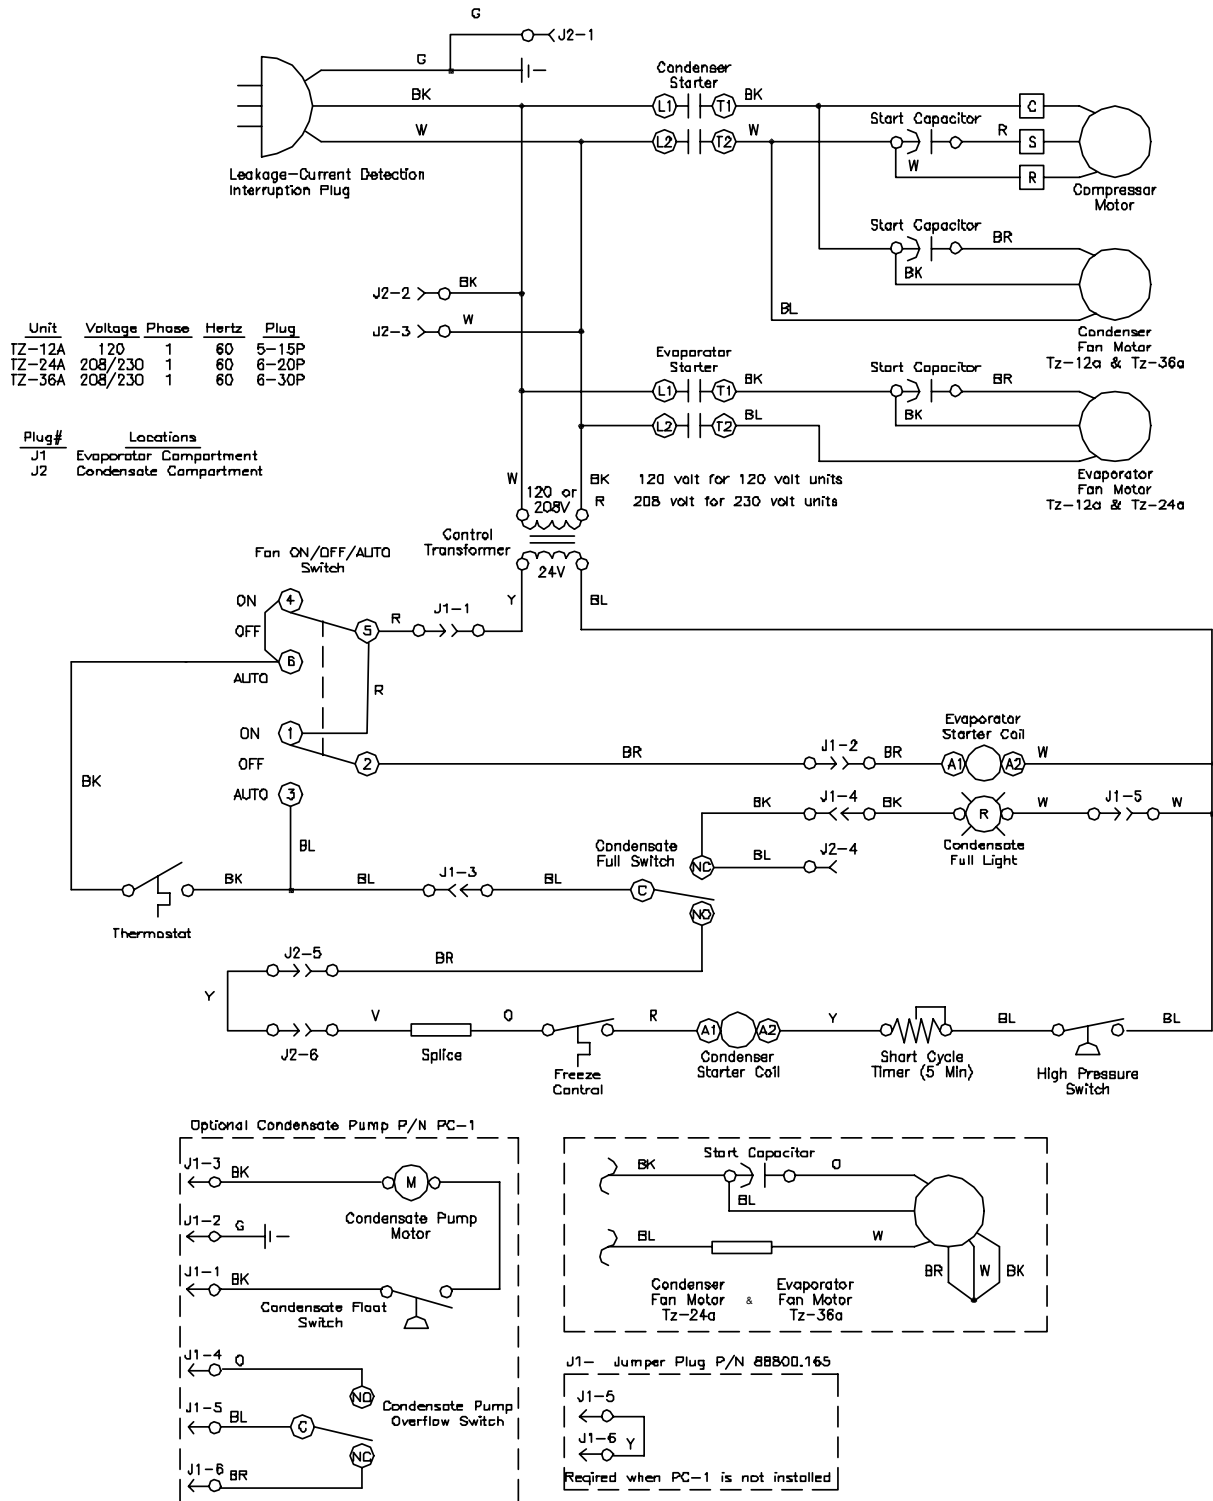 G
J2-1
G
BK
W
Leakage-Current Detection
Interruption Plug
Condenser
Starter
L1 T1 BK
L2 T2 W
Start Capacitor
C
R S
W
R
Compressor
Motor
Start Capacitor
BR
BK
BL
Condenser
Fan Motor
Tz-12a & Tz-36a
J2-2 BK
J2-3 W
Unit Voltage Phase Hertz Plug
TZ-12A 120 1 60 5-15P
TZ-24A 208/230 1 60 6-20P
TZ-36A 208/230 1 60 6-30P
Plug# Locations
J1 Evaporator Compartment
J2 Condensate Compartment
Evaporator
Starter
L1 T1 BK
L2 T2 BL
Start Capacitor
BR
BK
Evaporator
Fan Motor
Tz-12a & Tz-24a
W
BK
R
120 volt for 120 volt units
208 volt for 230 volt units
120 or
208V
Control
Transformer
24V
Y
BL
Fan ON/OFF/AUTO
Switch
ON 4
OFF 5 R J1-1
AUTO 6
R
ON 1
OFF 2
AUTO 3
BK
BL
BR
J1-2
BR
Evaporator
Starter Coil
A1 A2
W
BK
J1-4
BK
R
W
J1-5
W
Condensate
Full Light
Condensate
Full Switch
NC
BL
J2-4
C
NO
Thermostat
BK
BL
J1-3
BL
J2-5
BR
Y
J2-6
V
Splice
O
Freeze
Control
R
A1 A2
Condenser
Starter Coil
Y
Short Cycle
Timer (5 Min)
BL
High Pressure
Switch
BL
Optional Condensate Pump P/N PC-1
J1-3
BK
M
Condensate Pump
Motor
J1-2
G
J1-1
BK
Condensate Float
Switch
J1-4
O
NO
J1-5
BL
C
Condensate Pump
Overflow Switch
J1-6
BR
NC
Start Capacitor
BK
O
BL
BL
W
BR W BK
Condenser
Fan Motor
Tz-24a
&
Evaporator
Fan Motor
Tz-36a
J1- Jumper Plug P/N 88800.165
J1-5
J1-6
Y
Reqired when PC-1 is not installed